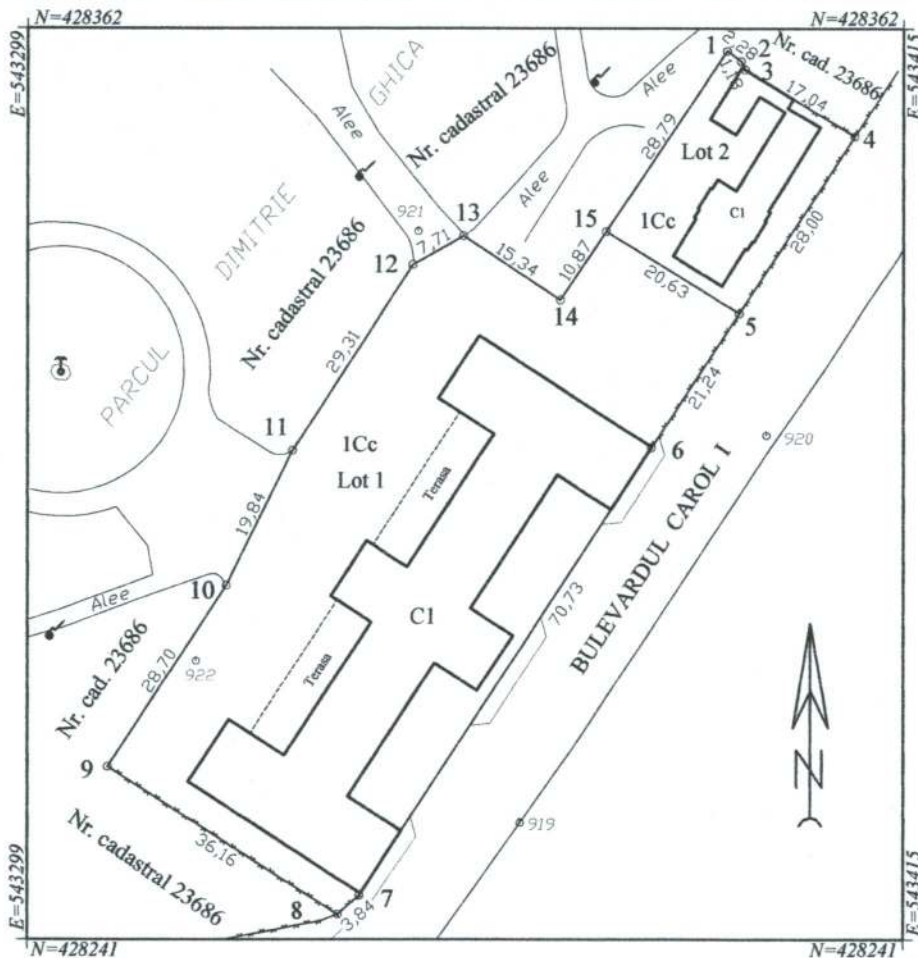 N=428362
N=428362
E=543299
E=543415
1
2
3
4
Nr. cad. 23686
17,04
GHICA
Alee
Nr. cadastral 23686
Alee
Alee
28,79
Lot 2
C1
1Cc
28,00
921
13
15
7,71
12
15,34
10,87
14
20,63
5
DIMITRIE
Nr. cadastral 23686
PARCUL
29,31
21,24
11
1Cc
Lot 1
Terasa
6
920
BULEVARDUL CAROL I
19,84
10
Alee
C1
70,73
Terasa
922
28,70
Nr. cad. 23686
9
N
919
36,16
Nr. cadastral 23686
7
8
3,84
E=543299
E=543415
N=428241
N=428241